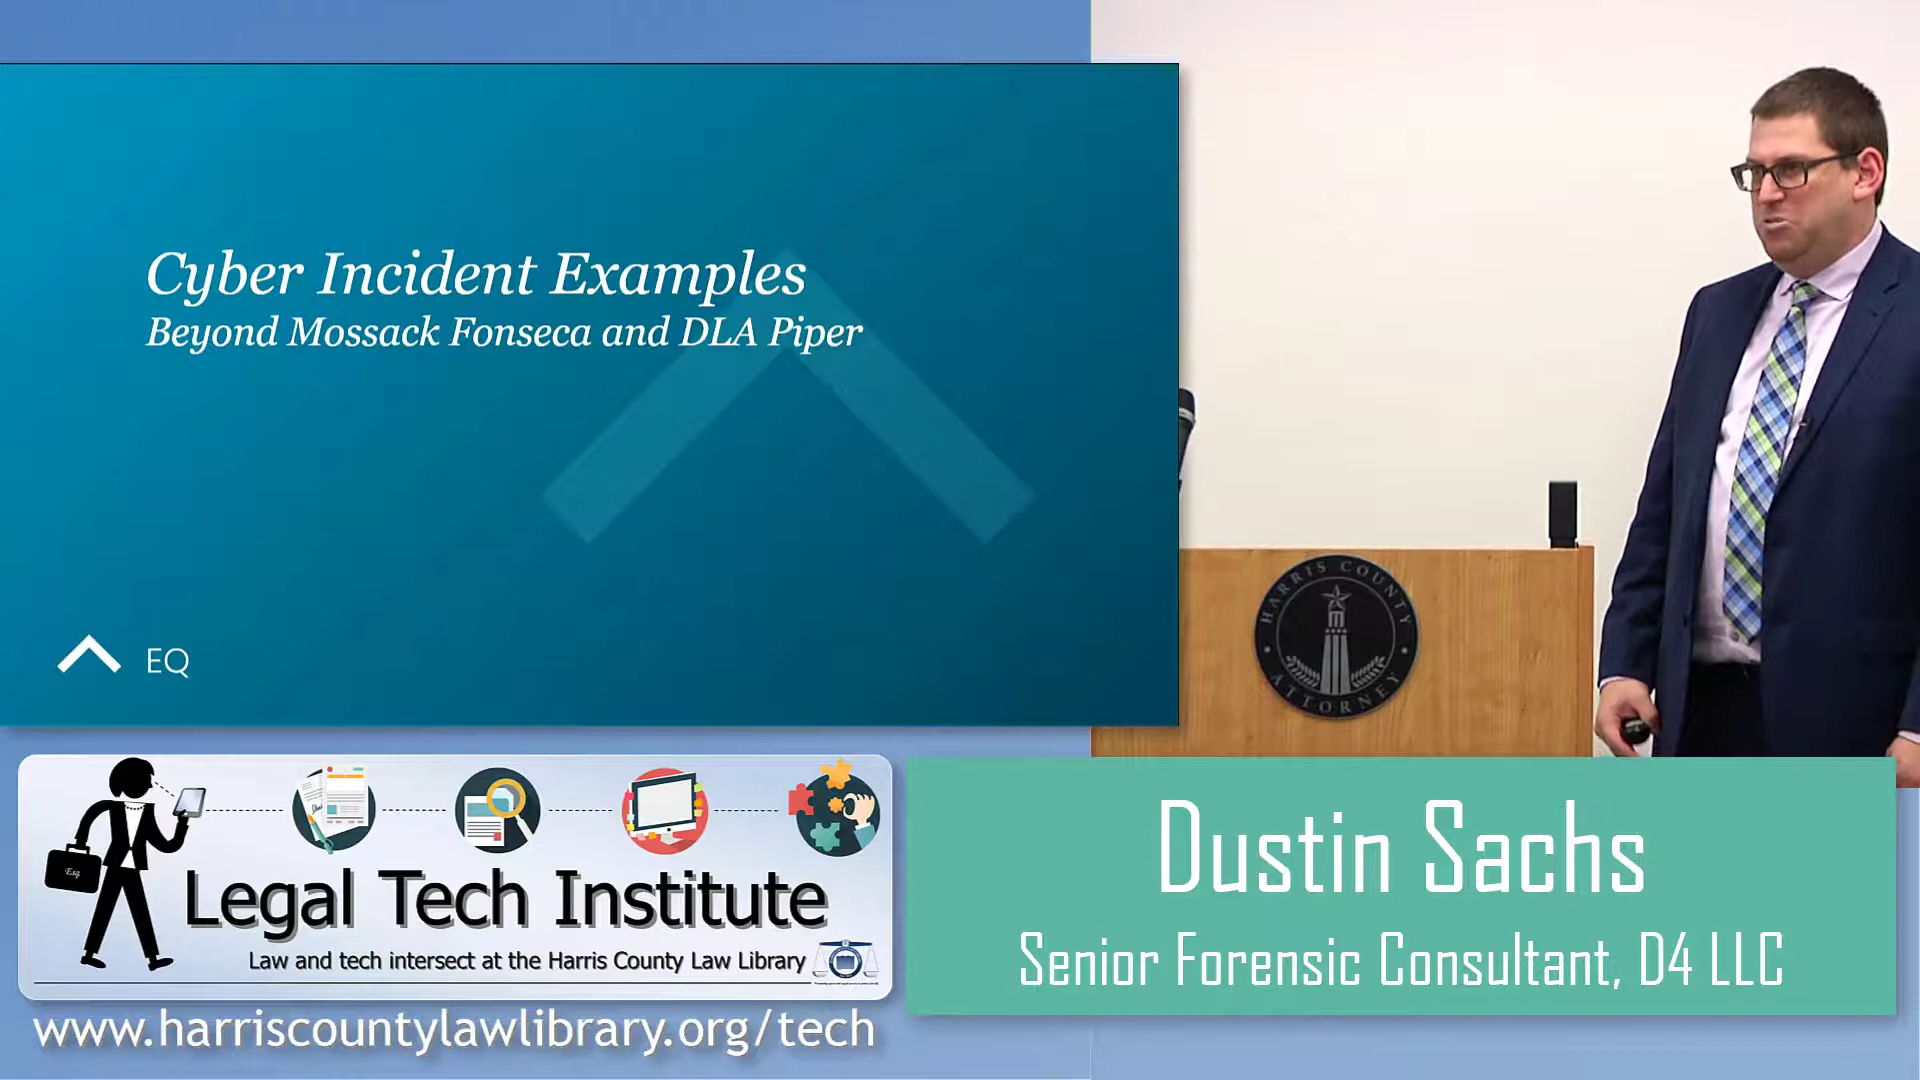 Cyber Incident Examples
Beyond Mossack Fonseca and DLA Piper
EQ
HARRIS COUNTY
ATTORNEY
Esq
Legal Tech Institute
Law and tech intersect at the Harris County Law Library
www.harriscountylawlibrary.org/tech
Dustin Sachs
Senior Forensic Consultant, D4 LLC